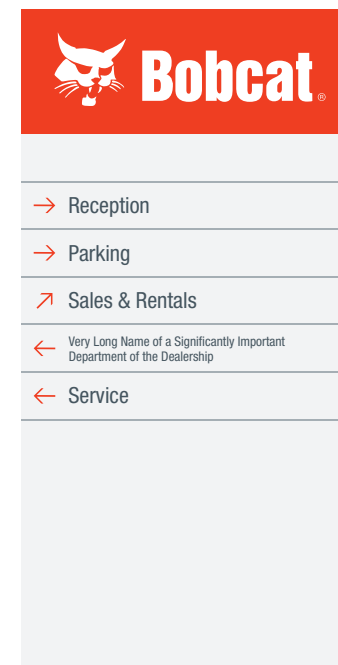 Bobcat®
→ Reception
→ Parking
↗ Sales & Rentals
← Very Long Name of a Significantly Important
Department of the Dealership
← Service